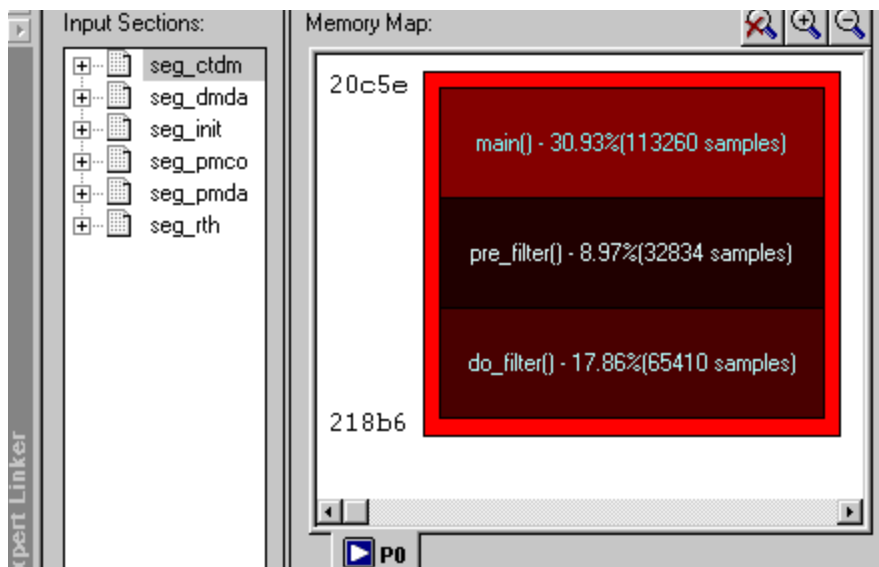 Input Sections:
seg_ctdm
seg_dmda
seg_init
seg_pmco
seg_pmda
seg_rth
Memory Map:
20c5e
main() - 30.93%(113260 samples)
pre_filter() - 8.97%(32834 samples)
do_filter() - 17.86%(65410 samples)
218b6
P0
Linker